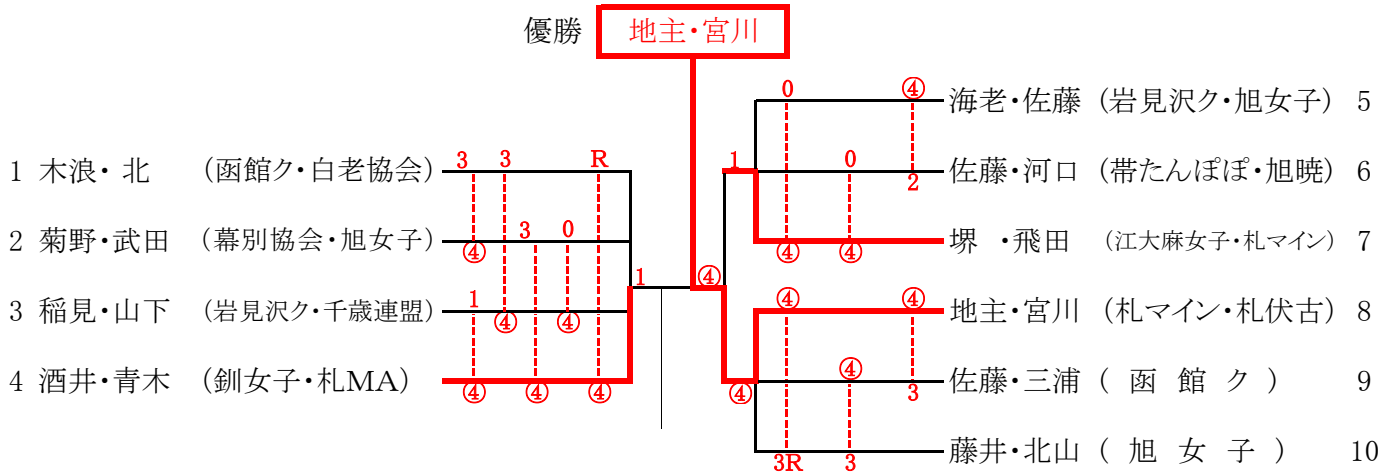 優勝 地主・宮川
0 ④ 海老・佐藤 (岩見沢ク・旭女子) 5
1 木浪・ 北 (函館ク・白老協会) 3 3 R
1 0 2 佐藤・河口 (帯たんぽぽ・旭暁) 6
2 菊野・武田 (幕別協会・旭女子) ④ 3 0
④ ④ 堺 ・飛田 (江大麻女子・札マイン) 7
1 ④
3 稲見・山下 (岩見沢ク・千歳連盟) 1 ④ ④
④ ④ 地主・宮川 (札マイン・札伏古) 8
4 酒井・青木 (釧女子・札MA) ④ ④ ④
④ ④ 3 佐藤・三浦 ( 函 館 ク ) 9
3R 3 藤井・北山 ( 旭 女 子 ) 10